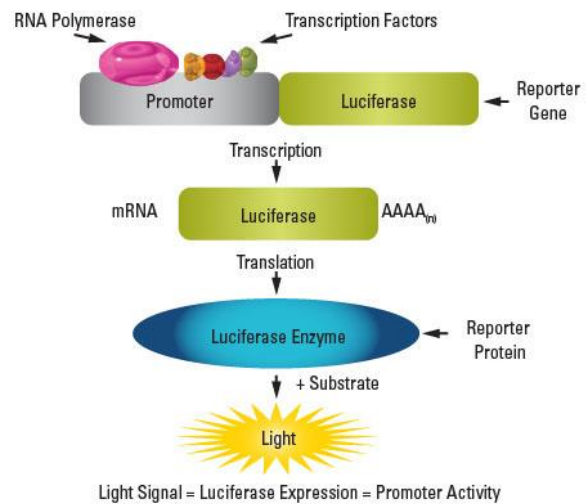 RNA Polymerase
Transcription Factors
Promoter
Luciferase
Reporter
Gene
Transcription
mRNA
Luciferase
AAAA(n)
Translation
Luciferase Enzyme
Reporter
Protein
+ Substrate
Light
Light Signal = Luciferase Expression = Promoter Activity